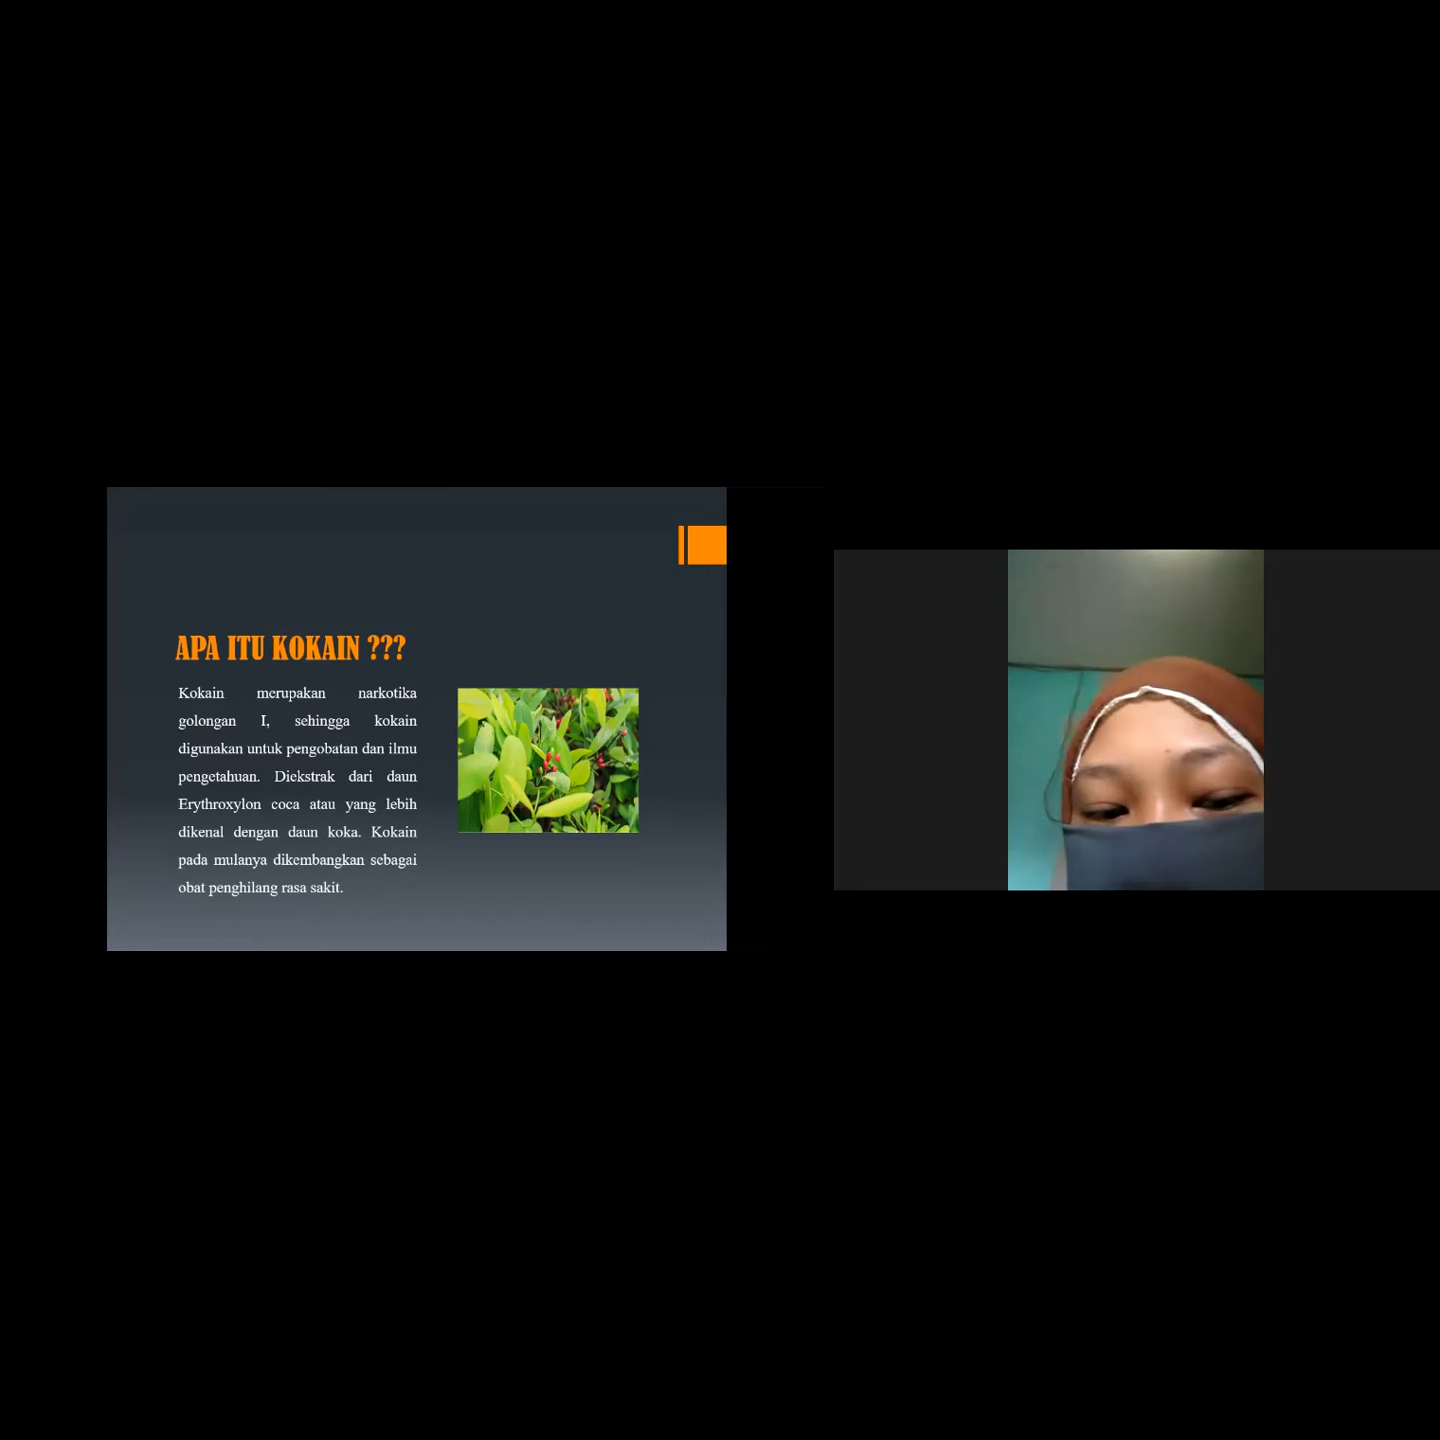 APA ITU KOKAIN ???
Kokain merupakan narkotika
golongan I, sehingga kokain
digunakan untuk pengobatan dan ilmu
pengetahuan. Diekstrak dari daun
Erythroxylon coca atau yang lebih
dikenal dengan daun koka. Kokain
pada mulanya dikembangkan sebagai
obat penghilang rasa sakit.